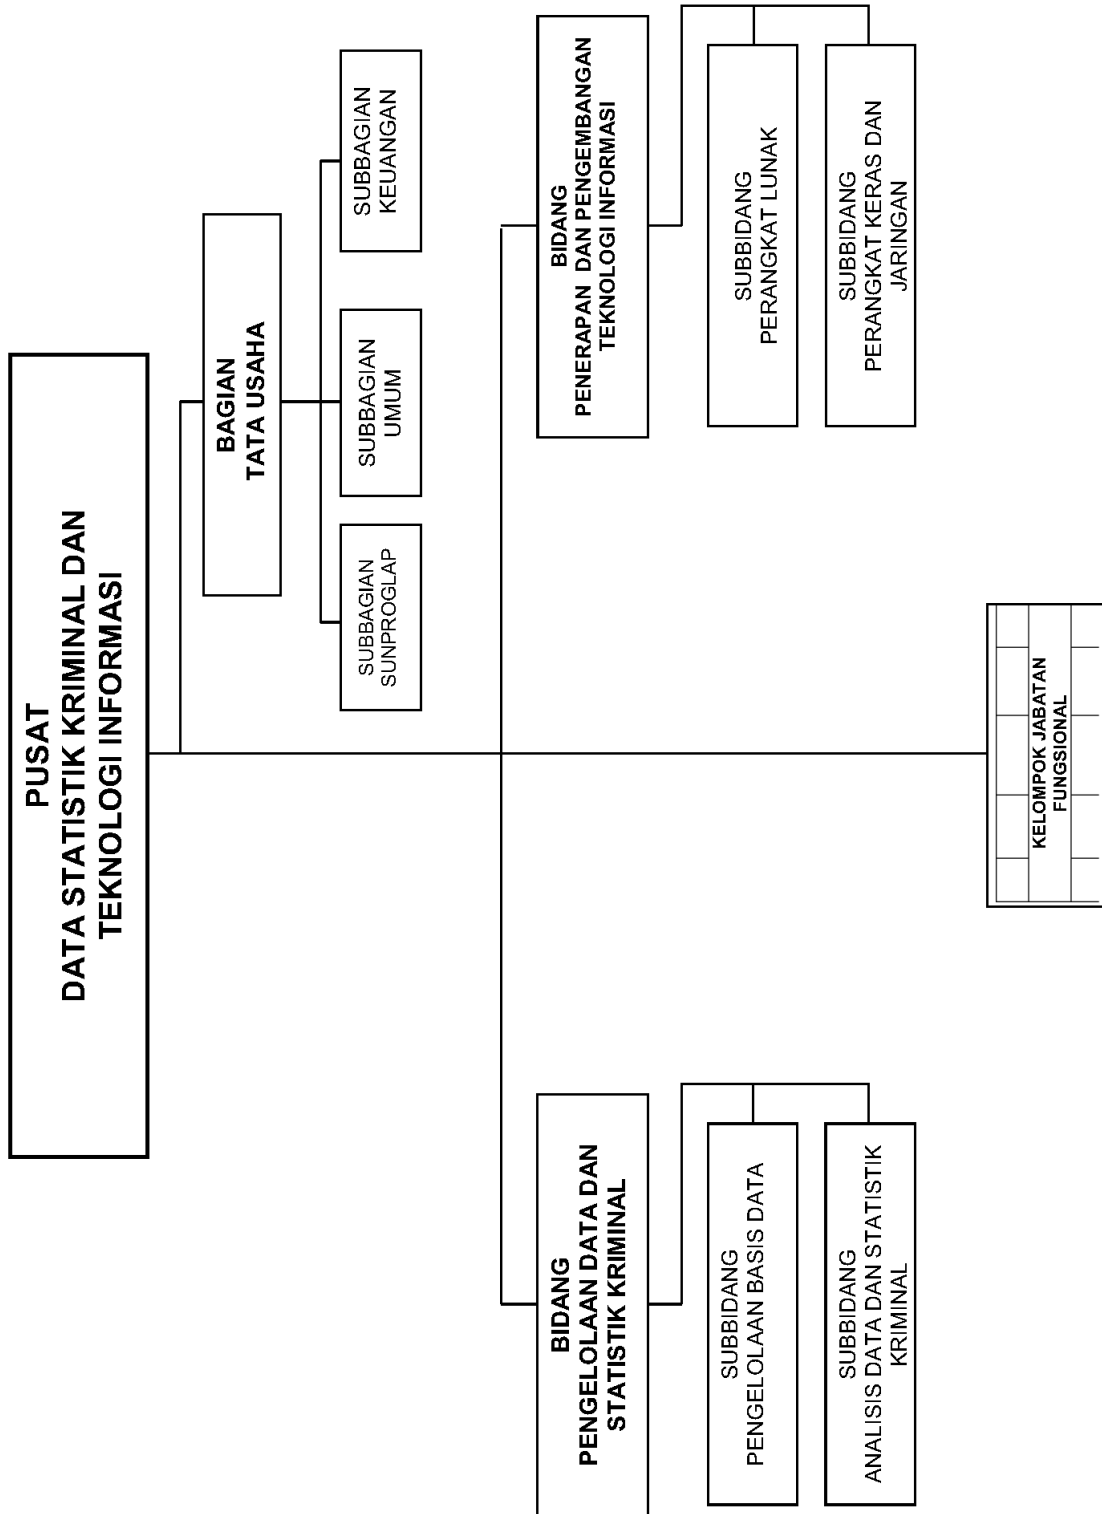 PUSAT
DATA STATISTIK KRIMINAL DAN
TEKNOLOGI INFORMASI
BAGIAN
TATA USAHA
SUBBAGIAN
SUNPROGLAP
SUBBAGIAN
UMUM
SUBBAGIAN
KEUANGAN
BIDANG
PENGELOLAAN DATA DAN
STATISTIK KRIMINAL
SUBBIDANG
PENGELOLAAN BASIS DATA
SUBBIDANG
ANALISIS DATA DAN STATISTIK
KRIMINAL
BIDANG
PENERAPAN DAN PENGEMBANGAN
TEKNOLOGI INFORMASI
SUBBIDANG
PERANGKAT LUNAK
SUBBIDANG
PERANGKAT KERAS DAN
JARINGAN
KELOMPOK JABATAN
FUNGSIONAL